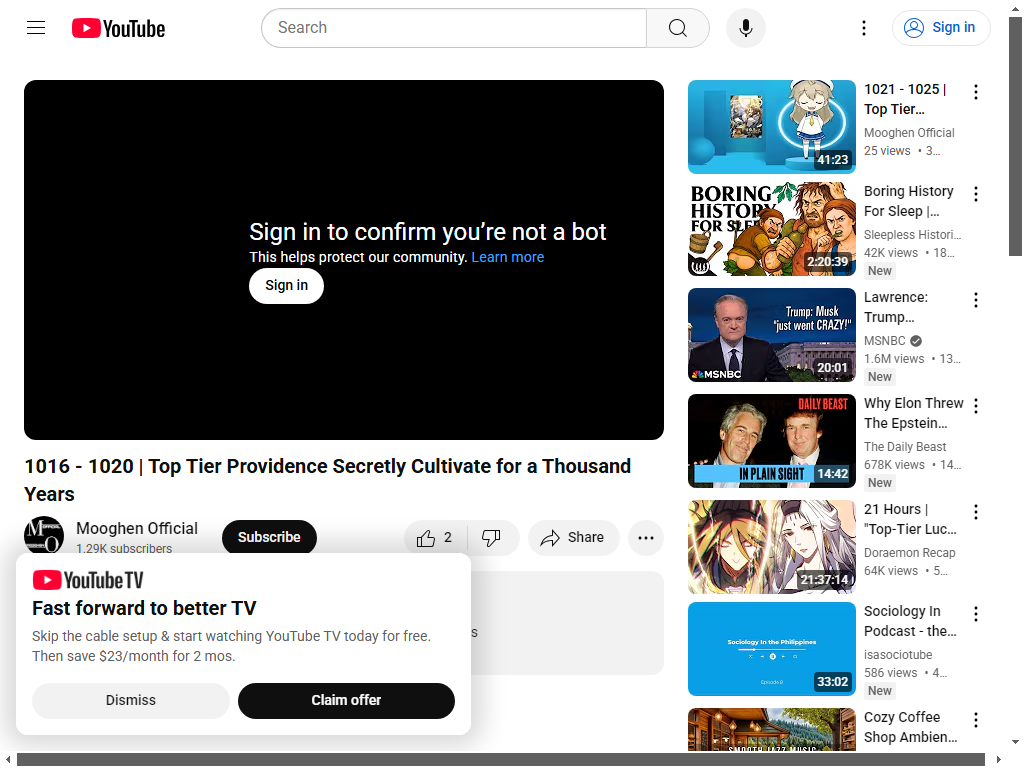 YouTube
Search
Sign in
Sign in to confirm you’re not a bot
This helps protect our community. Learn more
Sign in
1016 - 1020 | Top Tier Providence Secretly Cultivate for a Thousand
Years
Mooghen Official
1.29K subscribers
Subscribe
2
Share
s
YouTube TV
Fast forward to better TV
Skip the cable setup & start watching YouTube TV today for free.
Then save $23/month for 2 mos.
Dismiss
Claim offer
41:23
1021 - 1025 |
Top Tier...
Mooghen Official
25 views • 3...
BORING
HISTORY
FOR SLEEP
2:20:39
Boring History
For Sleep |...
Sleepless Histori...
42K views • 18...
New
Trump: Musk
"just went CRAZY!"
MSNBC
20:01
Lawrence:
Trump...
MSNBC
1.6M views • 13...
New
DAILY BEAST
IN PLAIN SIGHT
14:42
Why Elon Threw
The Epstein...
The Daily Beast
678K views • 14...
New
21:37:14
21 Hours |
"Top-Tier Luc...
Doraemon Recap
64K views • 5...
Sociology In the Philippines
Episode 8
33:02
Sociology In
Podcast - the...
isasociotube
586 views • 4...
New
SMOOTH JAZZ MUSIC
Cozy Coffee
Shop Ambien...